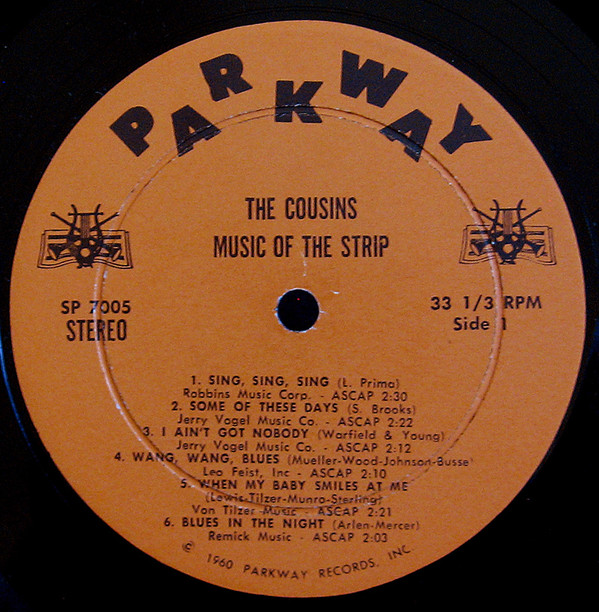 PARKWAY
THE COUSINS
MUSIC OF THE STRIP
SP 7005
STEREO
33 1/3 RPM
Side 1
1. SING, SING, SING (L. Prima)
Robbins Music Corp. - ASCAP 2:30
2. SOME OF THESE DAYS (S. Brooks)
Jerry Vogel Music Co. - ASCAP 2:22
3. I AIN'T GOT NOBODY (Warfield & Young)
Jerry Vogel Music Co. - ASCAP 2:12
4. WANG, WANG, BLUES (Mueller-Wood-Johnson-Busse)
Leo Feist, Inc - ASCAP 2:10
5. WHEN MY BABY SMILES AT ME
(Lewis-Tilzer-Munro-Sterling)
Von Tilzer Music - ASCAP 2:21
6. BLUES IN THE NIGHT (Arlen-Mercer)
Remick Music - ASCAP 2:03
© 1960 PARKWAY RECORDS, INC